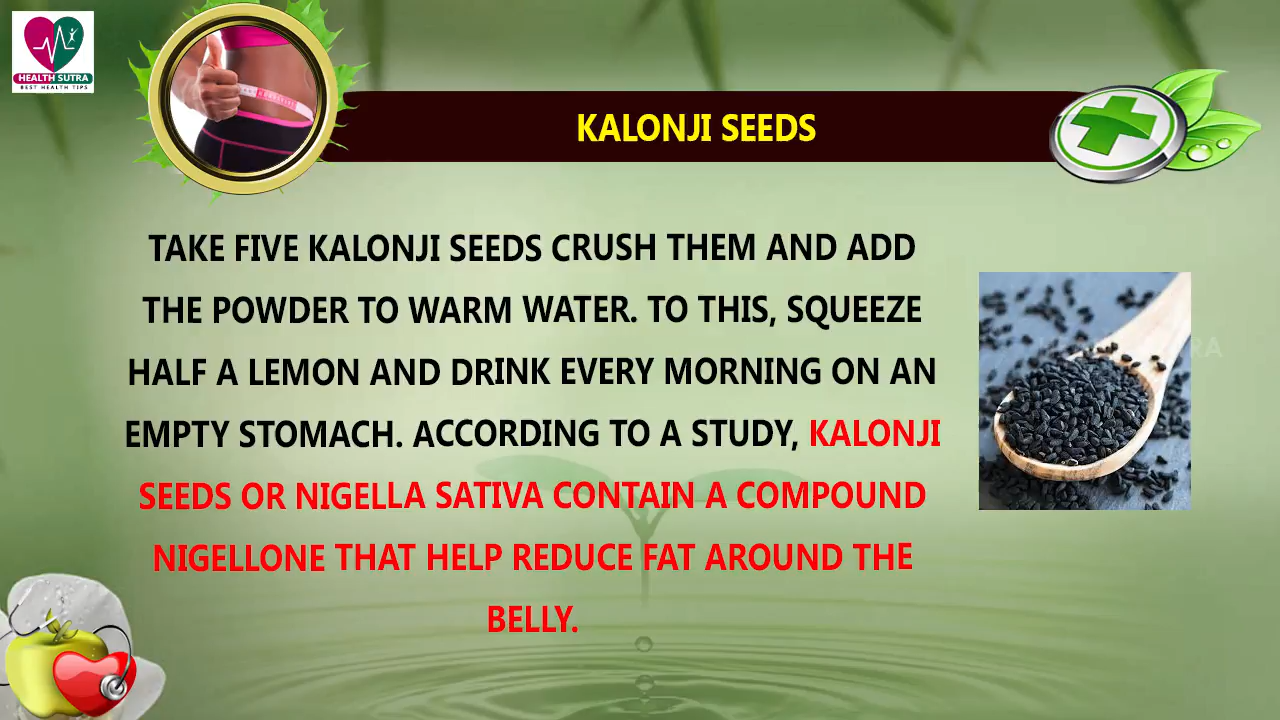 HEALTH SUTRA
BEST HEALTH TIPS
KALONJI SEEDS
TAKE FIVE KALONJI SEEDS CRUSH THEM AND ADD
THE POWDER TO WARM WATER. TO THIS, SQUEEZE
HALF A LEMON AND DRINK EVERY MORNING ON AN
EMPTY STOMACH. ACCORDING TO A STUDY, KALONJI
SEEDS OR NIGELLA SATIVA CONTAIN A COMPOUND
NIGELLONE THAT HELP REDUCE FAT AROUND THE
BELLY.